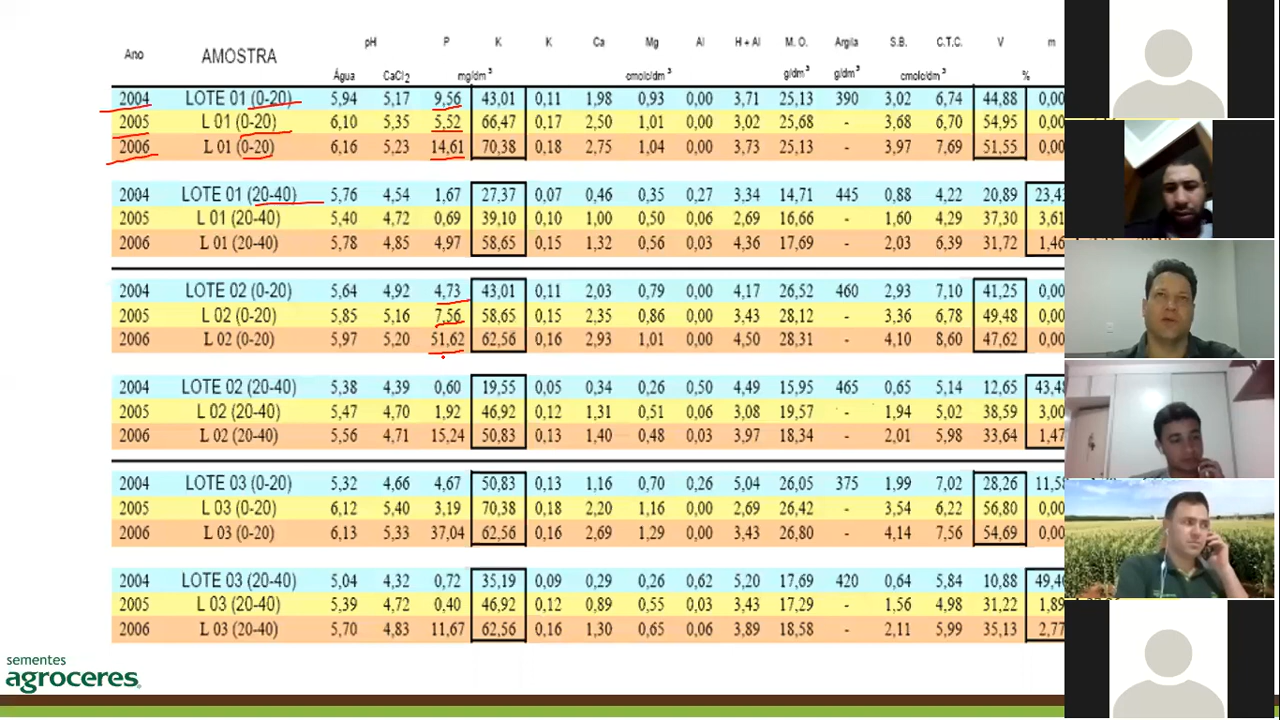 Ano AMOSTRA pH P K K Ca Mg Al H + Al M. O. Argila S.B. C.T.C. V m
Água CaCl2 mg/dm³ cmolc/dm³ g/dm³ g/dm³ cmolc/dm³ %
2004 LOTE 01 (0-20) 5,94 5,17 9,56 43,01 0,11 1,98 0,93 0,00 3,71 25,13 390 3,02 6,74 44,88 0,00
2005 L 01 (0-20) 6,10 5,35 5,52 66,47 0,17 2,50 1,01 0,00 3,02 25,68 - 3,68 6,70 54,95 0,00
2006 L 01 (0-20) 6,16 5,23 14,61 70,38 0,18 2,75 1,04 0,00 3,73 25,13 - 3,97 7,69 51,55 0,00
2004 LOTE 01 (20-40) 5,76 4,54 1,67 27,37 0,07 0,46 0,35 0,27 3,34 14,71 445 0,88 4,22 20,89
2005 L 01 (20-40) 5,40 4,72 0,69 39,10 0,10 1,00 0,50 0,06 2,69 16,66 - 1,60 4,29 37,30 3,61
2006 L 01 (20-40) 5,78 4,85 4,97 58,65 0,15 1,32 0,56 0,03 4,36 17,69 - 2,03 6,39 31,72 1,46
2004 LOTE 02 (0-20) 5,64 4,92 4,73 43,01 0,11 2,03 0,79 0,00 4,17 26,52 460 2,93 7,10 41,25 0,00
2005 L 02 (0-20) 5,85 5,16 7,56 58,65 0,15 2,35 0,86 0,00 3,43 28,12 - 3,36 6,78 49,48 0,00
2006 L 02 (0-20) 5,97 5,20 51,62 62,56 0,16 2,93 1,01 0,00 4,50 28,31 - 4,10 8,60 47,62 0,00
2004 LOTE 02 (20-40) 5,38 4,39 0,60 19,55 0,05 0,34 0,26 0,50 4,49 15,95 465 0,65 5,14 12,65
2005 L 02 (20-40) 5,47 4,70 1,92 46,92 0,12 1,31 0,51 0,06 3,08 19,57 - 1,94 5,02 38,59 3,00
2006 L 02 (20-40) 5,56 4,71 15,24 50,83 0,13 1,40 0,48 0,03 3,97 18,34 - 2,01 5,98 33,64 1,47
2004 LOTE 03 (0-20) 5,32 4,66 4,67 50,83 0,13 1,16 0,70 0,26 5,04 26,05 375 1,99 7,02 28,26
2005 L 03 (0-20) 6,12 5,40 3,19 70,38 0,18 2,20 1,16 0,00 2,69 26,42 - 3,54 6,22 56,80 0,00
2006 L 03 (0-20) 6,13 5,33 37,04 62,56 0,16 2,69 1,29 0,00 3,43 26,80 - 4,14 7,56 54,69 0,00
2004 LOTE 03 (20-40) 5,04 4,32 0,72 35,19 0,09 0,29 0,26 0,62 5,20 17,69 420 0,64 5,84 10,88
2005 L 03 (20-40) 5,39 4,72 0,40 46,92 0,12 0,89 0,55 0,03 3,43 17,29 - 1,56 4,98 31,22 1,89
2006 L 03 (20-40) 5,70 4,83 11,67 62,56 0,16 1,30 0,65 0,06 3,89 18,58 - 2,11 5,99 35,13 2,77
sementes
agroceres